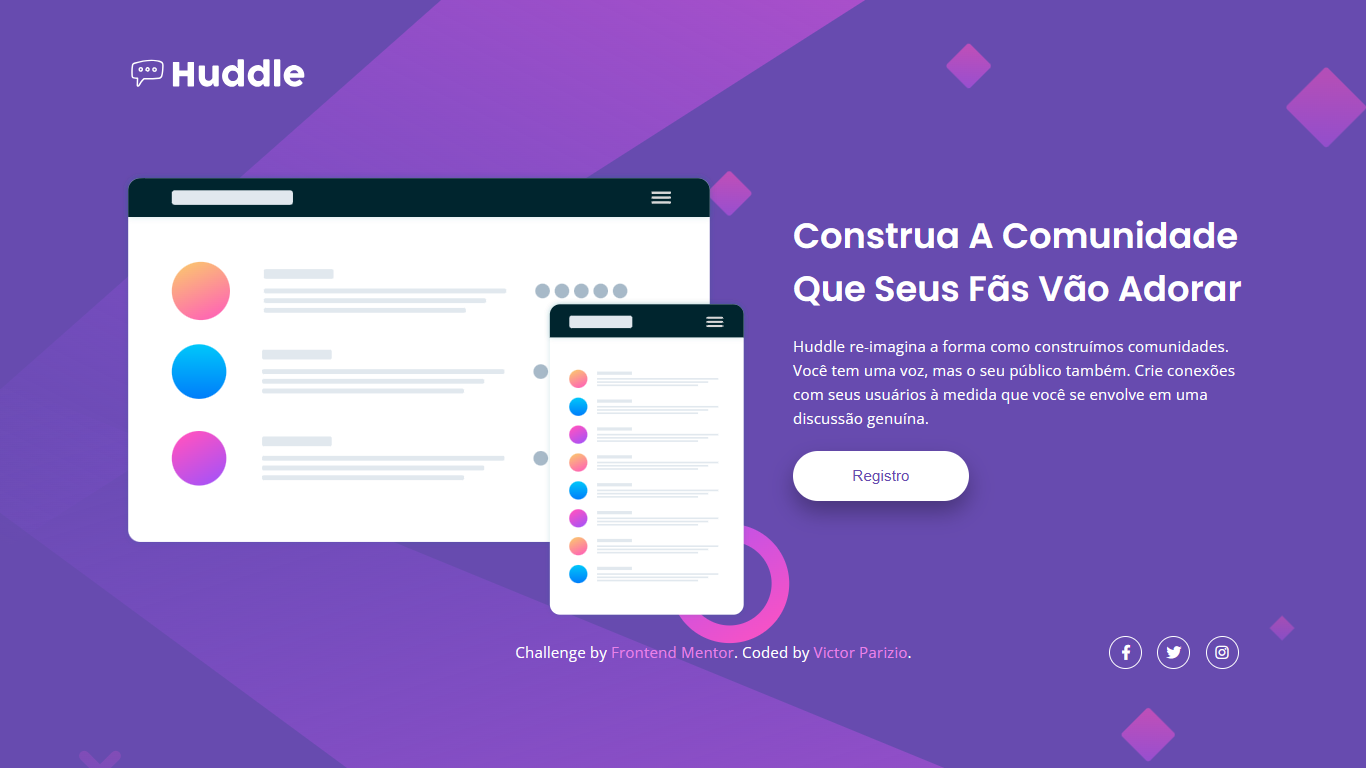 Huddle
Construa A Comunidade
Que Seus Fãs Vão Adorar
Huddle re-imagina a forma como construímos comunidades.
Você tem uma voz, mas o seu público também. Crie conexões
com seus usuários à medida que você se envolve em uma
discussão genuína.
Registro
Challenge by Frontend Mentor. Coded by Victor Parizio.